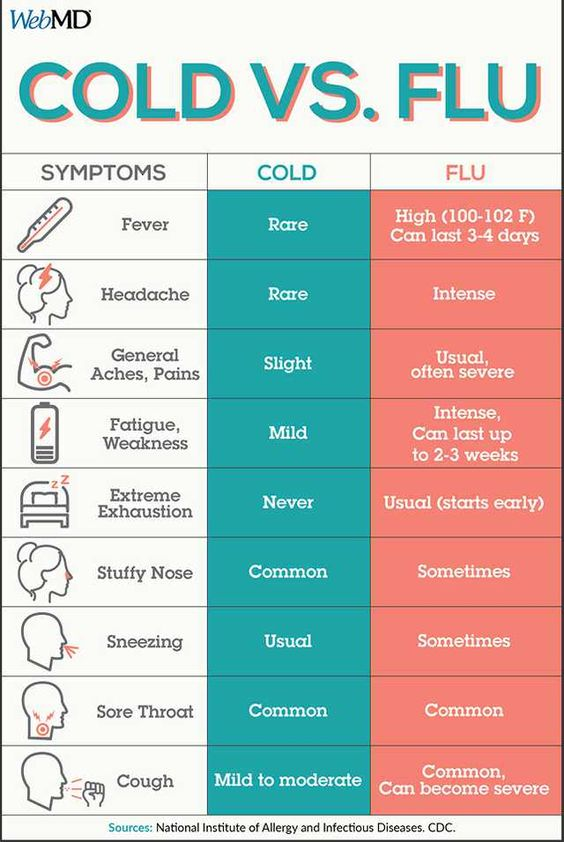 WebMD
COLD VS. FLU
SYMPTOMS COLD FLU
Fever
Rare
High (100-102 F)
Can last 3-4 days
Headache
Rare
Intense
General
Aches, Pains
Slight
Usual,
often severe
Fatigue,
Weakness
Mild
Intense,
Can last up
to 2-3 weeks
z Z
Extreme
Exhaustion
Never
Usual (starts early)
Stuffy Nose
Common
Sometimes
Sneezing
Usual
Sometimes
Sore Throat
Common
Common
Cough
Mild to moderate
Common,
Can become severe
Sources: National Institute of Allergy and Infectious Diseases. CDC.